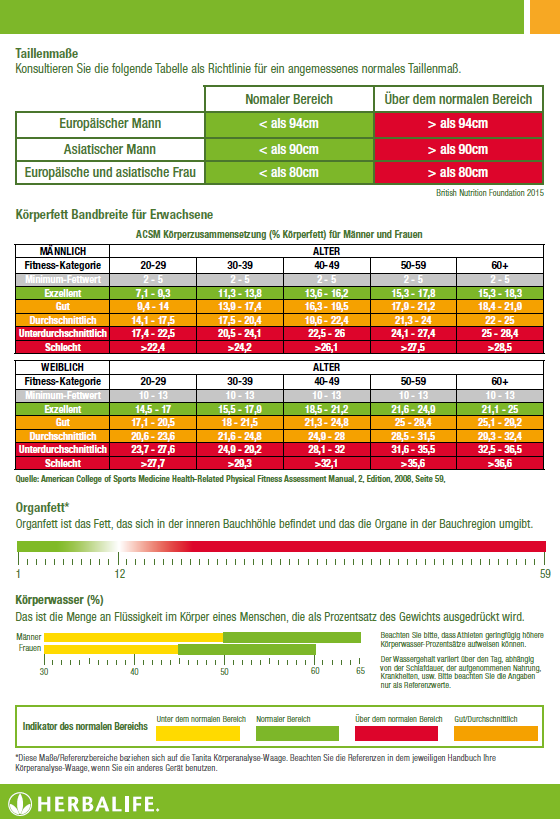 Taillenmaße
Konsultieren Sie die folgende Tabelle als Richtlinie für ein angemessenes normales Taillenmaß.
Nomaler Bereich Über dem normalen Bereich
Europäischer Mann < als 94cm > als 94cm
Asiatischer Mann < als 90cm > als 90cm
Europäische und asiatische Frau < als 80cm > als 80cm
British Nutrition Foundation 2015
Körperfett Bandbreite für Erwachsene
ACSM Körperzusammensetzung (% Körperfett) für Männer und Frauen
MÄNNLICH ALTER
Fitness-Kategorie 20-29 30-39 40-49 50-59 60+
Minimum-Fettwert 2 - 5 2 - 5 2 - 5 2 - 5 2 - 5
Exzellent 7,1 - 9,3 11,3 - 13,8 13,6 - 16,2 15,3 - 17,8 15,3 - 18,3
Gut 9,4 - 14 13,9 - 17,4 16,3 - 19,5 17,9 - 21,2 18,4 - 21,9
Durchschnittlich 14,1 - 17,5 17,5 - 20,4 19,6 - 22,4 21,3 - 24 22 - 25
Unterdurchschnittlich 17,4 - 22,5 20,5 - 24,1 22,5 - 26 24,1 - 27,4 25 - 28,4
Schlecht >22,4 >24,2 >26,1 >27,5 >28,5
WEIBLICH ALTER
Fitness-Kategorie 20-29 30-39 40-49 50-59 60+
Minimum-Fettwert 10 - 13 10 - 13 10 - 13 10 - 13 10 - 13
Exzellent 14,5 - 17 15,5 - 17,9 18,5 - 21,2 21,6 - 24,9 21,1 - 25
Gut 17,1 - 20,5 18 - 21,5 21,3 - 24,8 25 - 28,4 25,1 - 29,2
Durchschnittlich 20,6 - 23,6 21,6 - 24,8 24,9 - 28 28,5 - 31,5 29,3 - 32,4
Unterdurchschnittlich 23,7 - 27,6 24,9 - 29,2 28,1 - 32 31,6 - 35,5 32,5 - 36,5
Schlecht >27,7 >29,3 >32,1 >35,6 >36,6
Quelle: American College of Sports Medicine Health-Related Physical Fitness Assessment Manual, 2, Edition, 2008, Seite 59,
Organfett*
Organfett ist das Fett, das sich in der inneren Bauchhöhle befindet und das die Organe in der Bauchregion umgibt.
1 12 59
Körperwasser (%)
Das ist die Menge an Flüssigkeit im Körper eines Menschen, die als Prozentsatz des Gewichts ausgedrückt wird.
Männer
Frauen
30 40 50 60 65
Beachten Sie bitte, dass Athleten geringfügig höhere
Körperwasser-Prozentsätze aufweisen können.
Der Wassergehalt variiert über den Tag, abhängig
von der Schlafdauer, der aufgenommenen Nahrung,
Krankheiten, usw. Bitte beachten Sie die Angaben
nur als Referenzwerte.
Indikator des normalen Bereichs Unter dem normalen Bereich Normaler Bereich Über dem normalen Bereich Gut/Durchschnittlich
*Diese Maße/Referenzbereiche beziehen sich auf die Tanita Körperanalyse-Waage. Beachten Sie die Referenzen in dem jeweiligen Handbuch Ihre
Körperanalyse-Waage, wenn Sie ein anderes Gerät benutzen.
HERBALIFE.